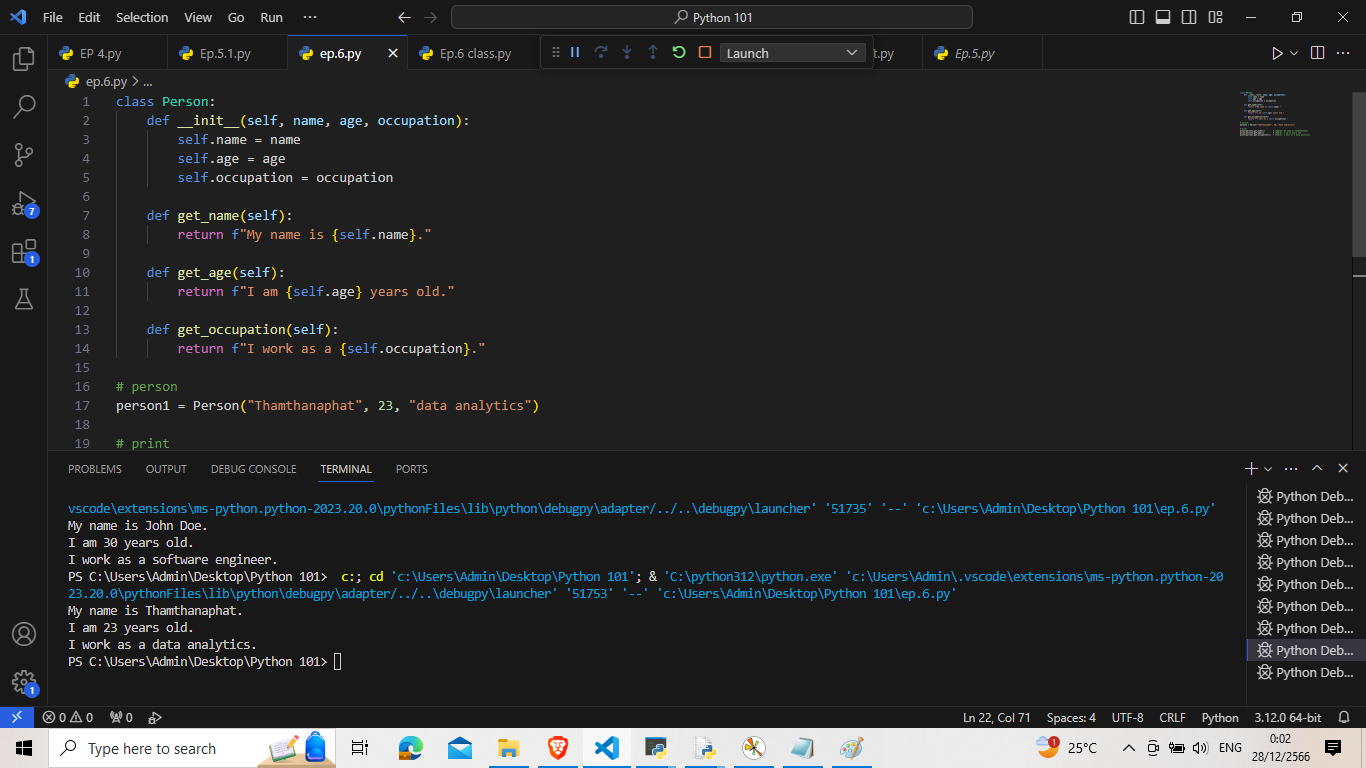 File Edit Selection View Go Run ··· Python 101
EP 4.py Ep.5.1.py ep.6.py Ep.6 class.py Launch t.py Ep.5.py
ep.6.py > ...
1 class Person:
2 def __init__(self, name, age, occupation):
3 self.name = name
4 self.age = age
5 self.occupation = occupation
6
7 def get_name(self):
8 return f"My name is {self.name}."
9
10 def get_age(self):
11 return f"I am {self.age} years old."
12
13 def get_occupation(self):
14 return f"I work as a {self.occupation}."
15
16 # person
17 person1 = Person("Thamthanaphat", 23, "data analytics")
18
19 # print
7
1
1
PROBLEMS OUTPUT DEBUG CONSOLE TERMINAL PORTS
vscode\extensions\ms-python.python-2023.20.0\pythonFiles\lib\python\debugpy\adapter/../..\debugpy\launcher' '51735' '--' 'c:\Users\Admin\Desktop\Python 101\ep.6.py'
My name is John Doe.
I am 30 years old.
I work as a software engineer.
PS C:\Users\Admin\Desktop\Python 101> c:; cd 'c:\Users\Admin\Desktop\Python 101'; & 'C:\python312\python.exe' 'c:\Users\Admin\.vscode\extensions\ms-python.python-20
23.20.0\pythonFiles\lib\python\debugpy\adapter/../..\debugpy\launcher' '51753' '--' 'c:\Users\Admin\Desktop\Python 101\ep.6.py'
My name is Thamthanaphat.
I am 23 years old.
I work as a data analytics.
PS C:\Users\Admin\Desktop\Python 101>
Python Deb...
Python Deb...
Python Deb...
Python Deb...
Python Deb...
Python Deb...
Python Deb...
Python Deb...
Python Deb...
0 0 0 Ln 22, Col 71 Spaces: 4 UTF-8 CRLF Python 3.12.0 64-bit
Type here to search 1 25°C ENG 0:02
28/12/2566